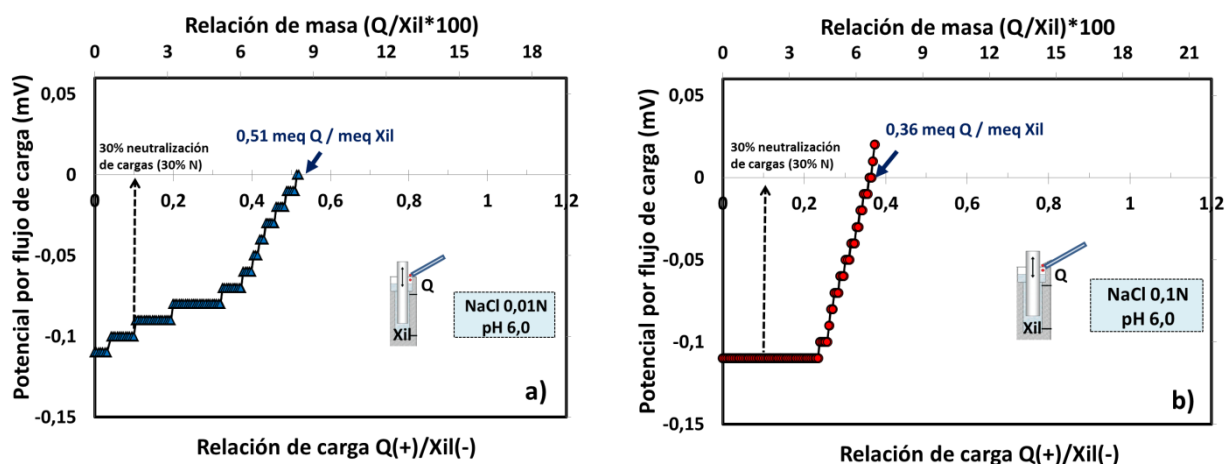 Relación de masa (Q/Xil*100)
0 3 6 9 12 15 18
Potencial por flujo de carga (mV)
0,05
0
-0,05
-0,1
-0,15
30% neutralización
de cargas (30% N)
0,51 meq Q / meq Xil
0 0,2 0,4 0,6 0,8 1 1,2
Q
Xil
NaCl 0,01N
pH 6,0
a)
Relación de carga Q(+)/Xil(-)
Relación de masa (Q/Xil)*100
0 3 6 9 12 15 18 21
Potencial por flujo de carga (mV)
0,05
0
-0,05
-0,1
-0,15
30% neutralización
de cargas (30% N)
0,36 meq Q / meq Xil
0 0,2 0,4 0,6 0,8 1 1,2
Q
Xil
NaCl 0,1N
pH 6,0
b)
Relación de carga Q(+)/Xil(-)